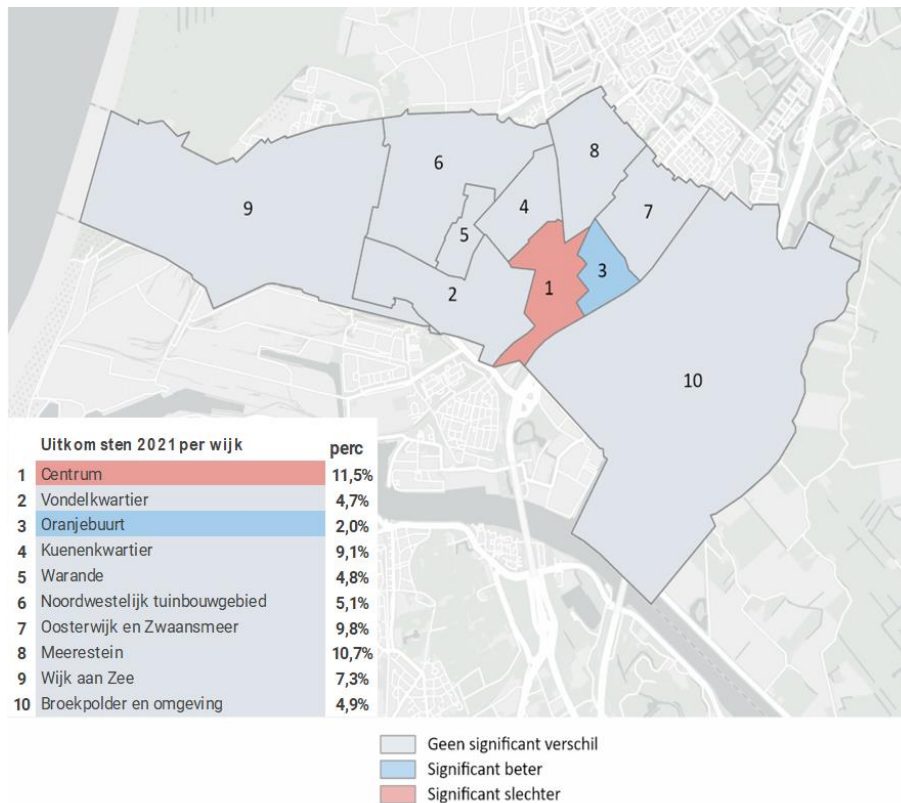 6
8
9
4
7
5
3
2
1
10
Uitkomsten 2021 per wijk perc
1 Centrum 11,5%
2 Vondelkwartier 4,7%
3 Oranjebuurt 2,0%
4 Kuenenkwartier 9,1%
5 Warande 4,8%
6 Noordwestelijk tuinbouwgebied 5,1%
7 Oosterwijk en Zwaansmeer 9,8%
8 Meerestein 10,7%
9 Wijk aan Zee 7,3%
10 Broekpolder en omgeving 4,9%
Geen significant verschil
Significant beter
Significant slechter